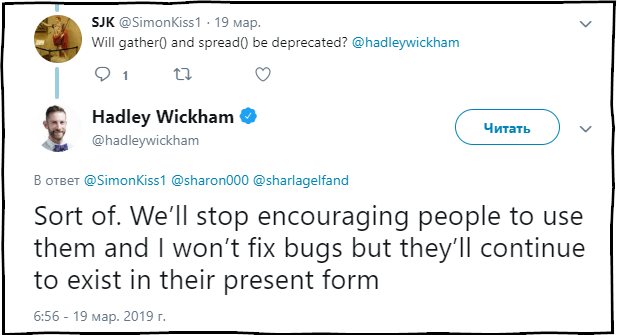 SJK @SimonKiss1 · 19 мар.
Will gather() and spread() be deprecated? @hadleywickham
1
Hadley Wickham
@hadleywickham
Читать
В ответ @SimonKiss1 @sharon000 @sharlagelfand
Sort of. We’ll stop encouraging people to use
them and I won’t fix bugs but they’ll continue
to exist in their present form
6:56 - 19 мар. 2019 г.